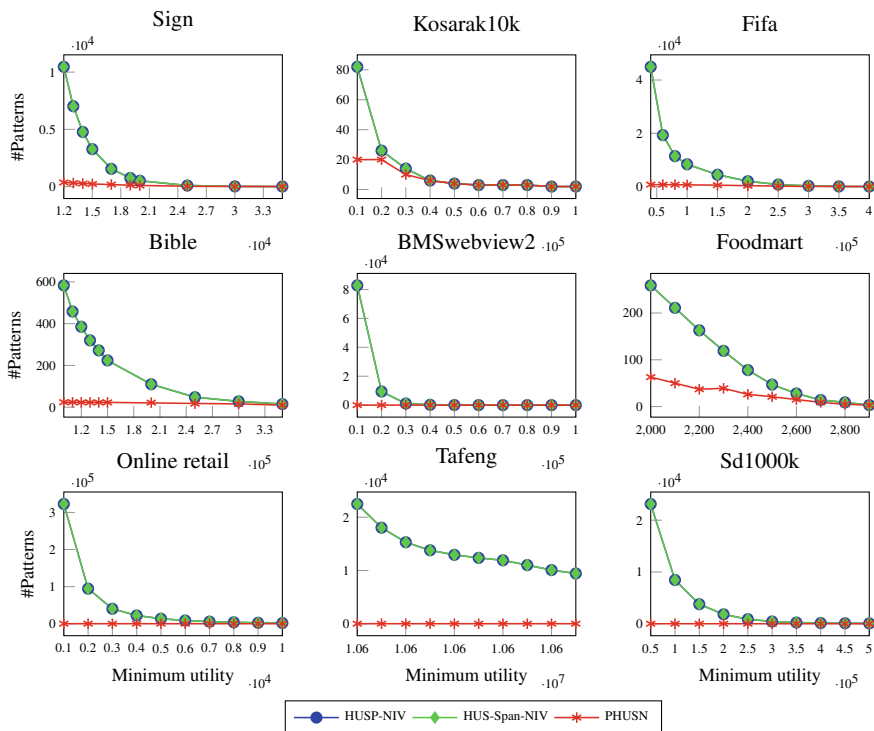 Sign Kosarak10k Fifa
·10^4 ·10^4
#Patterns
1 0.5 0
80 60 40 20 0
4 2 0
1.2 1.5 1.8 2.1 2.4 2.7 3 3.3
0.1 0.2 0.3 0.4 0.5 0.6 0.7 0.8 0.9 1
0.5 1 1.5 2 2.5 3 3.5 4
·10^4 ·10^5 ·10^5
Bible BMSwebview2 Foodmart
·10^4
#Patterns
600 400 200 0
8 6 4 2 0
200 100 0
1.2 1.5 1.8 2.1 2.4 2.7 3 3.3
0.1 0.2 0.3 0.4 0.5 0.6 0.7 0.8 0.9 1
2,000 2,200 2,400 2,600 2,800
·10^5 ·10^5
Online retail Tafeng Sd1000k
·10^5 ·10^4 ·10^4
#Patterns
3 2 1 0
2 1 0
2 1 0
0.1 0.2 0.3 0.4 0.5 0.6 0.7 0.8 0.9 1
1.06 1.06 1.06 1.06 1.06
0.5 1 1.5 2 2.5 3 3.5 4 4.5 5
Minimum utility Minimum utility Minimum utility
·10^4 ·10^7 ·10^5
HUSP-NIV HUS-Span-NIV PHUSN